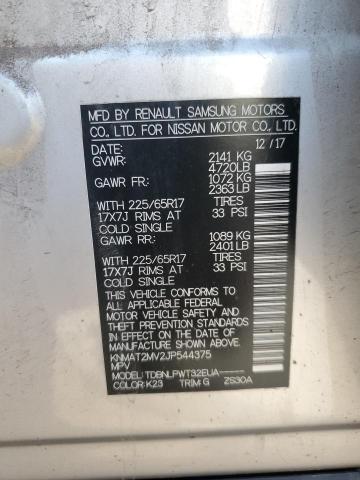 MFD BY RENAULT SAMSUNG MOTORS
CO., LTD. FOR NISSAN MOTOR CO., LTD.
DATE: 12/17
GVWR: 2141 KG
4720LB
GAWR FR: 1072 KG
2363LB
WITH 225/65R17 TIRES
17X7J RIMS AT 33 PSI
COLD SINGLE
GAWR RR: 1089 KG
2401LB
WITH 225/65R17 TIRES
17X7J RIMS AT 33 PSI
COLD SINGLE
THIS VEHICLE CONFORMS TO ALL
APPLICABLE FEDERAL
MOTOR VEHICLE SAFETY AND
THEFT PREVENTION STANDARDS
IN EFFECT ON THE DATE OF
MANUFACTURE SHOWN ABOVE.
KNMAT2MV2JP544375
MPV
MODEL:TDBNLPWT32EUA-----
COLOR:K23 TRIM:G ZS30A